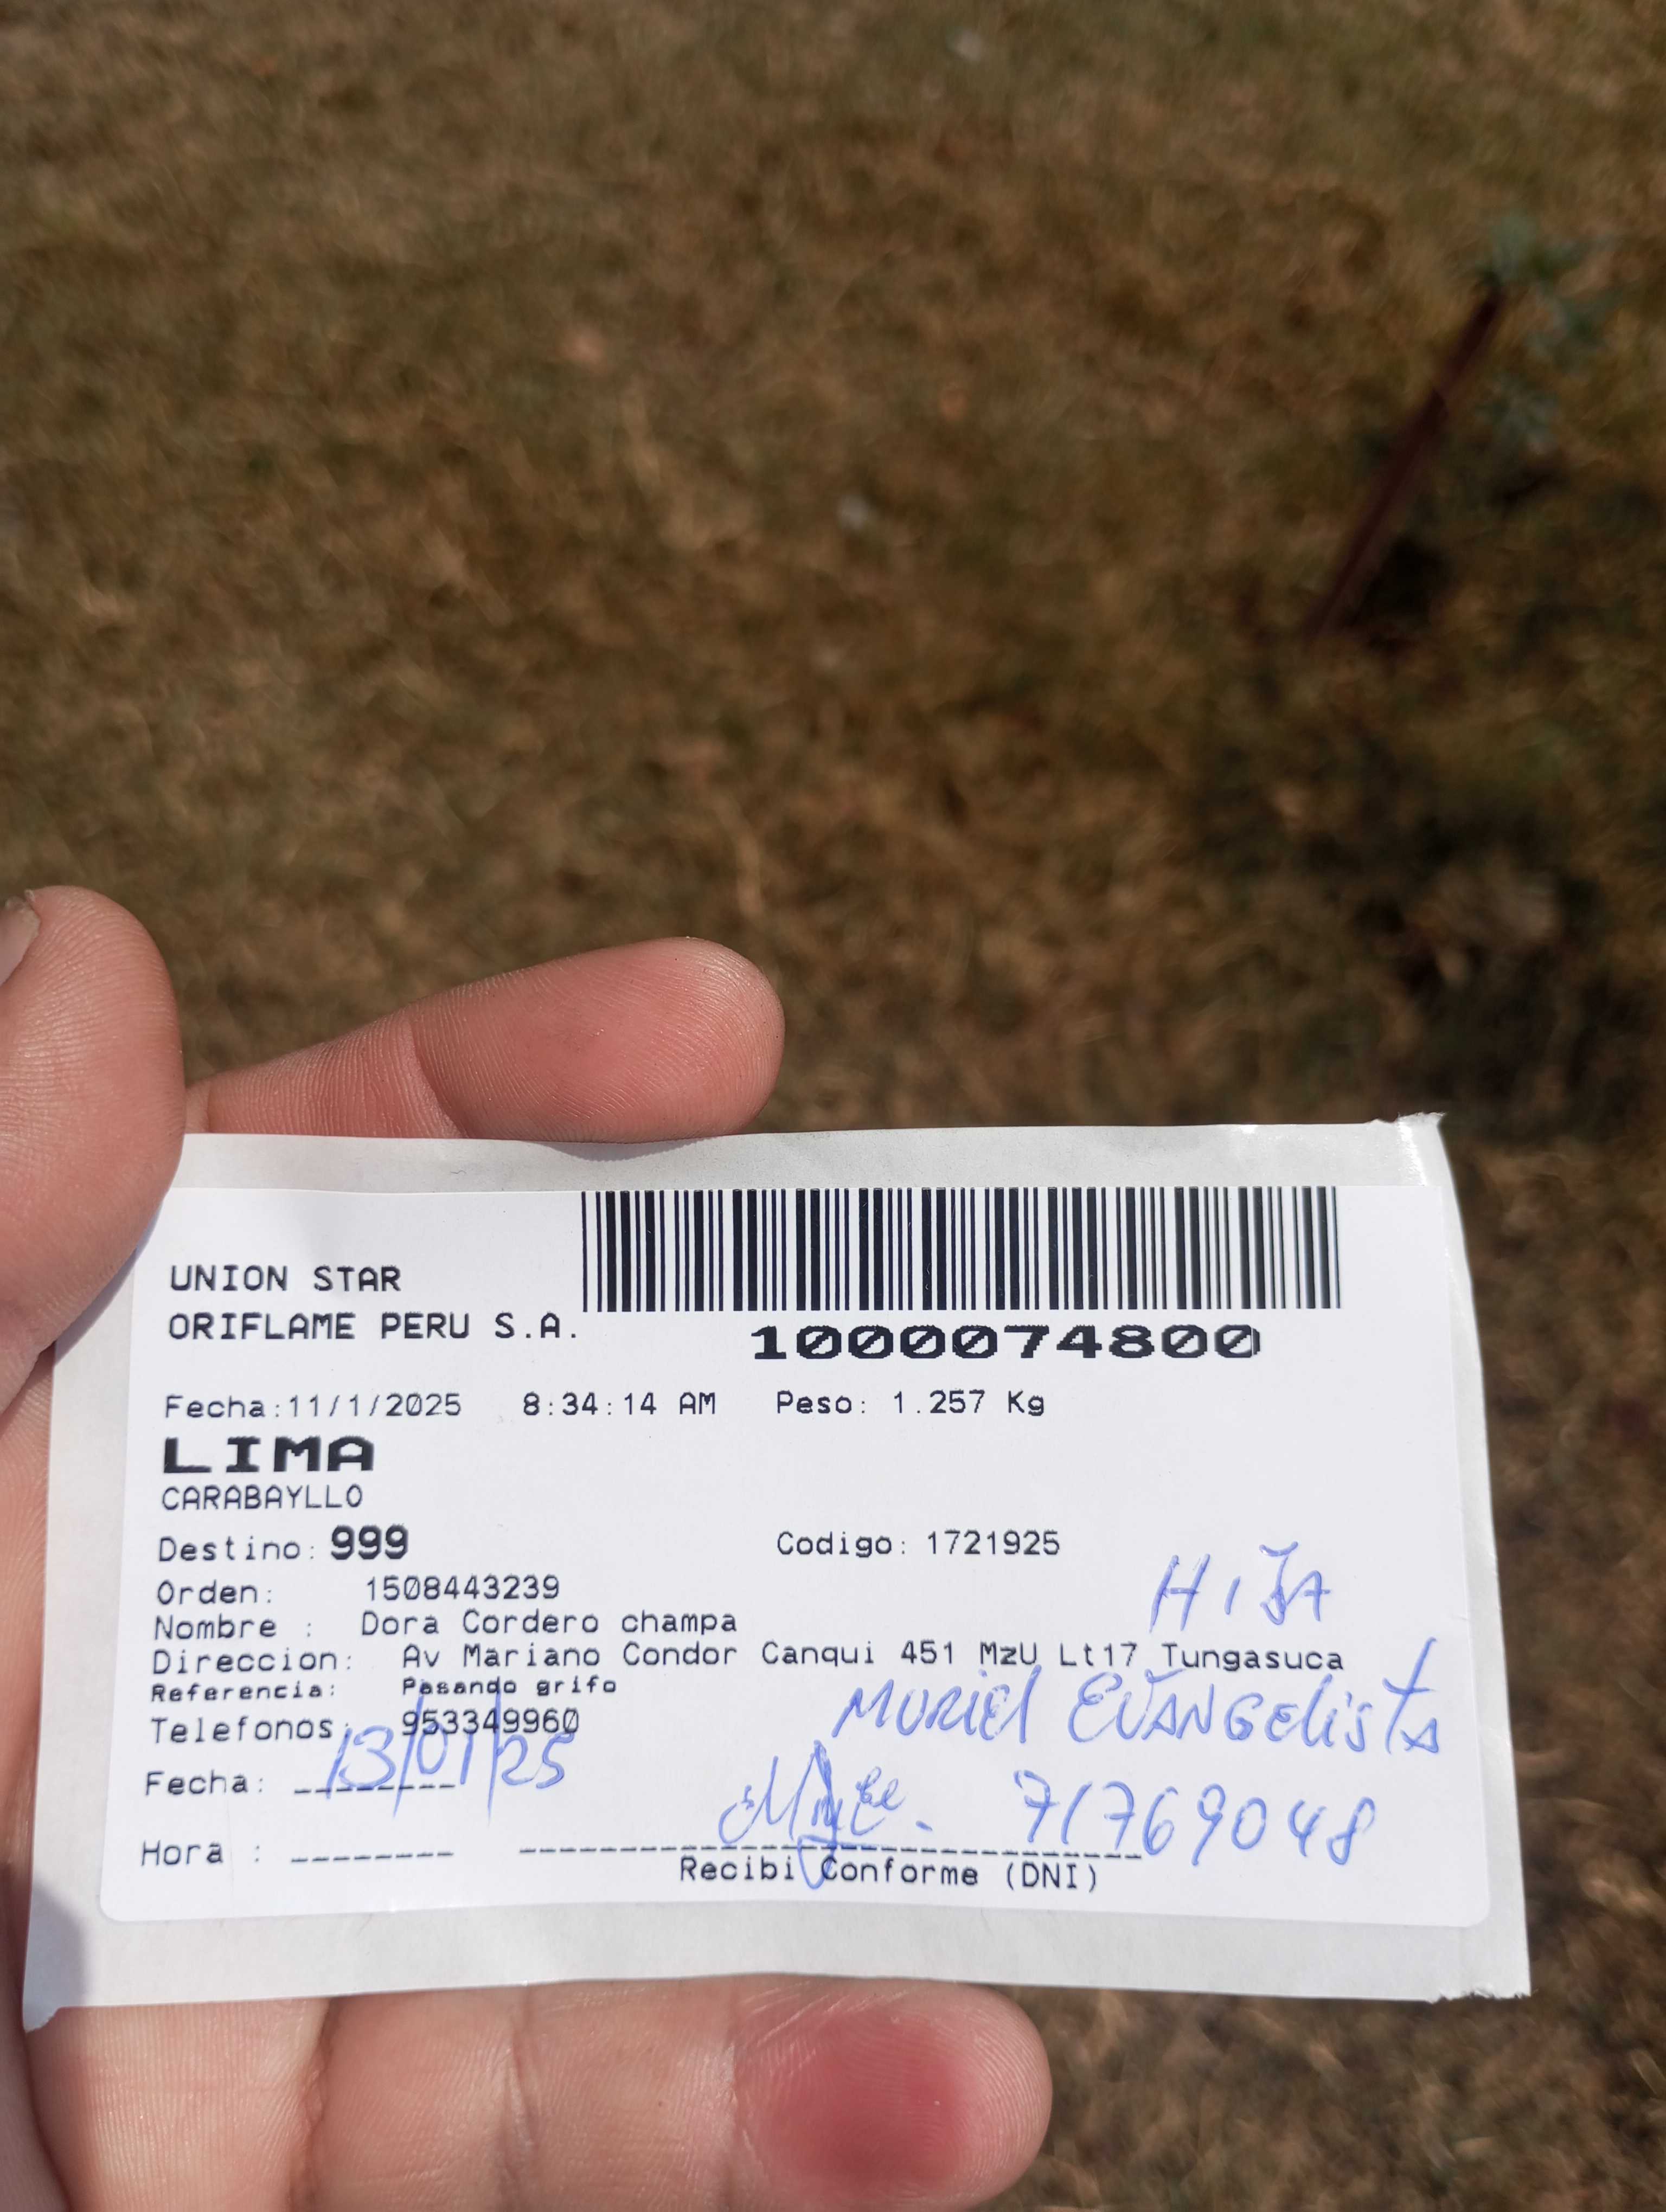 UNION STAR
ORIFLAME PERU S.A.
1000074800
Fecha:11/1/2025 8:34:14 AM Peso: 1.257 Kg
LIMA
CARABAYLLO
Destino: 999 Codigo: 1721925
HIJA
Orden: 1508443239
Nombre : Dora Cordero champa
Direccion: Av Mariano Condor Canqui 451 MzU Lt17 Tungasuca
Referencia: Pasando grifo
MURIEL EVANGElisTA
Telefonos: 953349960
Fecha: 13/01/25
71769048
Hora :
Recibi Conforme (DNI)